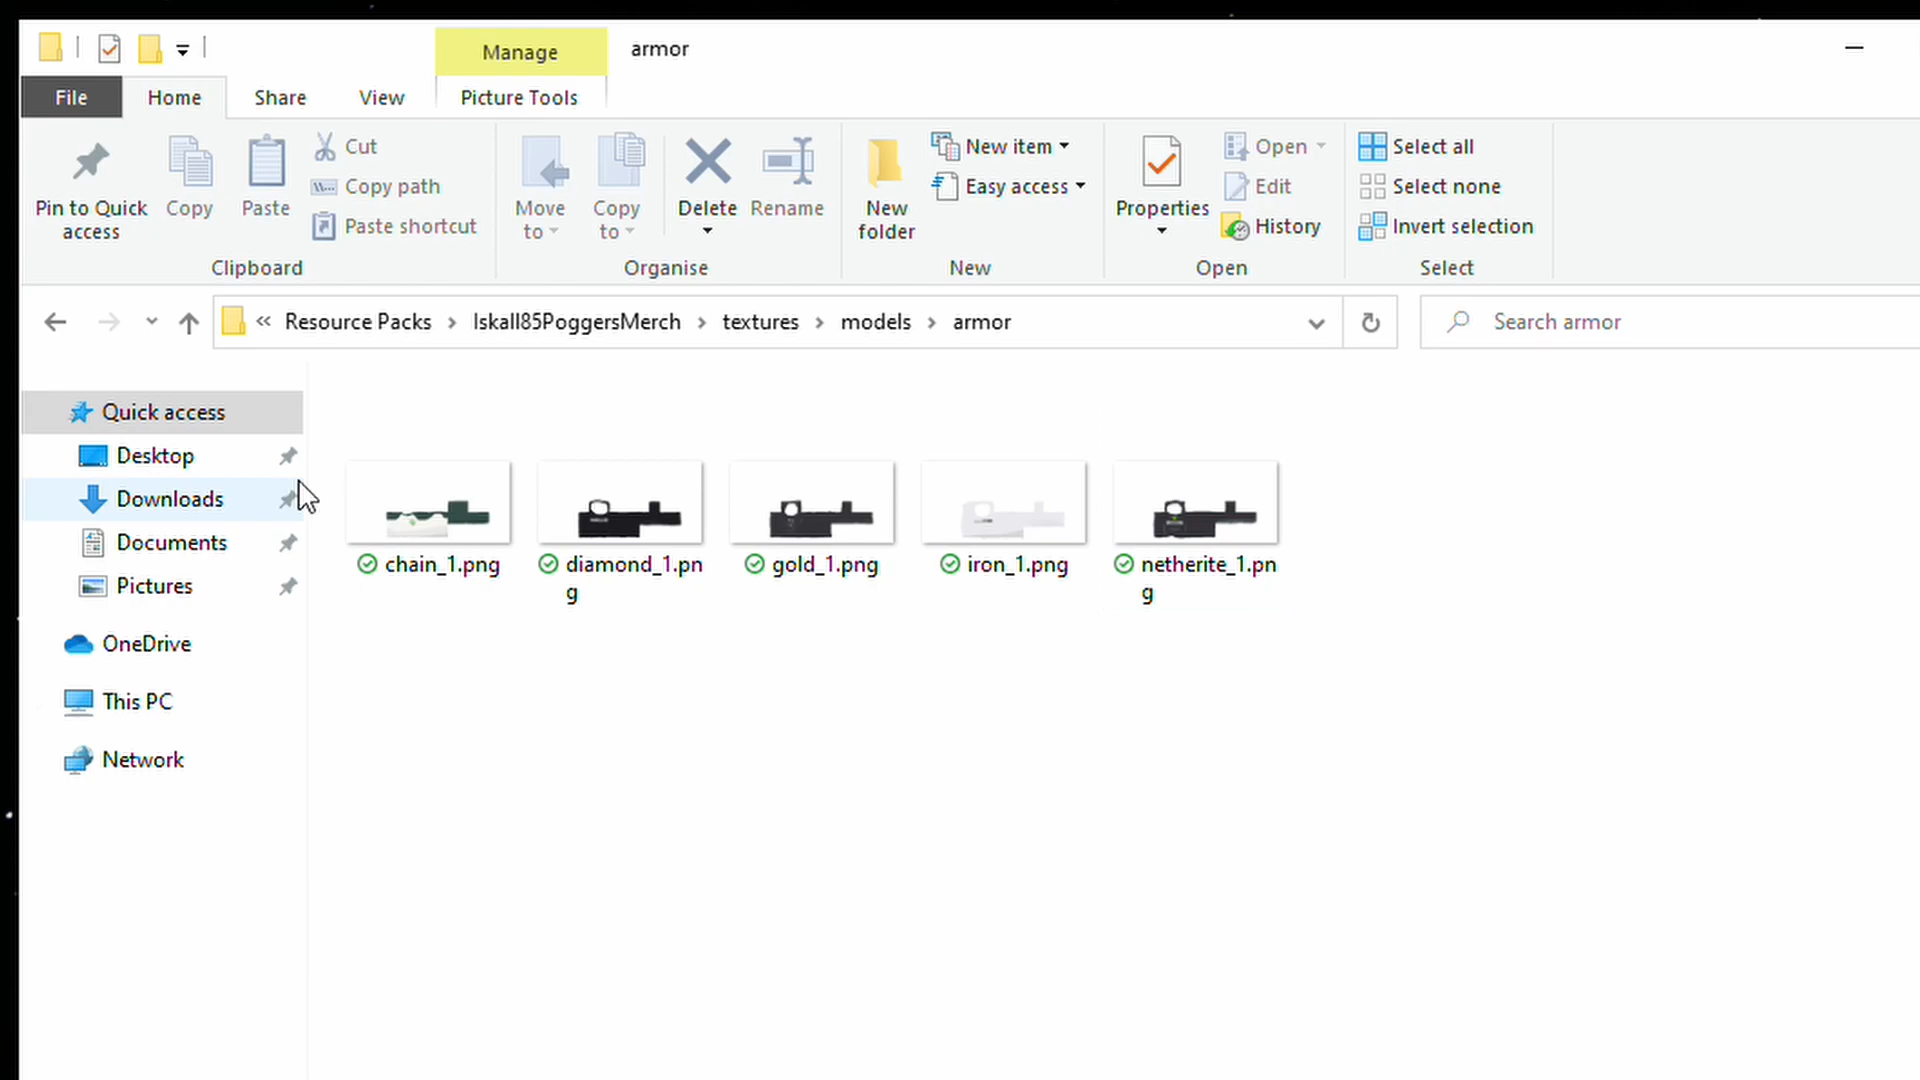 Manage
armor
File
Home
Share
View
Picture Tools
Pin to Quick
access
Copy
Paste
Cut
Copy path
Paste shortcut
Clipboard
Move
to
Copy
to
Delete
Rename
Organise
New
folder
New item
Easy access
New
Properties
Open
Edit
History
Open
Select all
Select none
Invert selection
Select
« Resource Packs › Iskall85PoggersMerch › textures › models › armor
Search armor
Quick access
Desktop
Downloads
Documents
Pictures
OneDrive
This PC
Network
chain_1.png
diamond_1.pn
g
gold_1.png
iron_1.png
netherite_1.pn
g